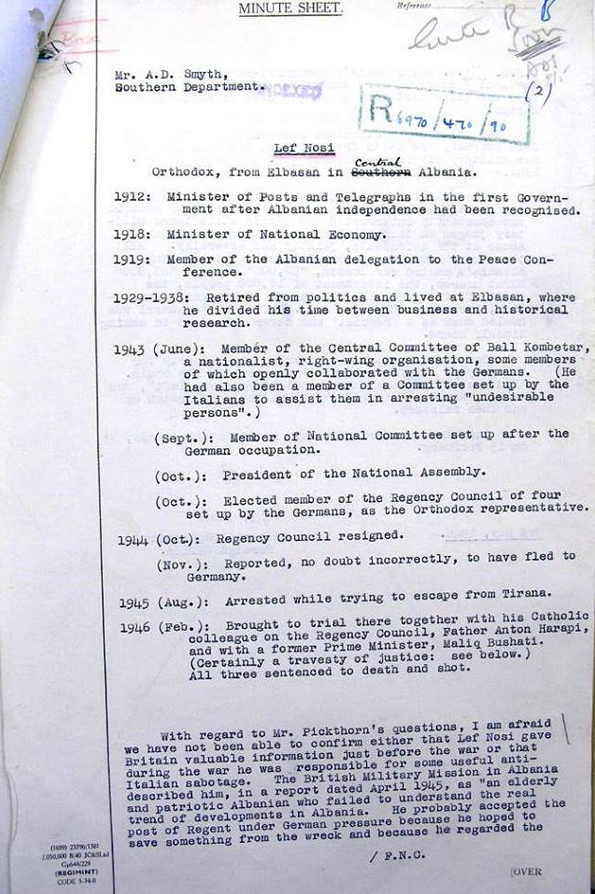 MINUTE SHEET.
Reference
(2)
Mr. A.D. Smyth,
Southern Department.
R 6970/470/90
Lef Nosi
Central
Orthodox, from Elbasan in Southern Albania.
1912: Minister of Posts and Telegraphs in the first Govern-
ment after Albanian independence had been recognised.
1918: Minister of National Economy.
1919: Member of the Albanian delegation to the Peace Con-
ference.
1929-1938: Retired from politics and lived at Elbasan, where
he divided his time between business and historical
research.
1943 (June): Member of the Central Committee of Ball Kombetar,
a nationalist, right-wing organisation, some members
of which openly collaborated with the Germans. (He
had also been a member of a Committee set up by the
Italians to assist them in arresting "undesirable
persons".)
(Sept.): Member of National Committee set up after the
German occupation.
(Oct.): President of the National Assembly.
(Oct.): Elected member of the Regency Council of four
set up by the Germans, as the Orthodox representative.
1944 (Oct.): Regency Council resigned.
(Nov.): Reported, no doubt incorrectly, to have fled to
Germany.
1945 (Aug.): Arrested while trying to escape from Tirana.
1946 (Feb.): Brought to trial there together with his Catholic
colleague on the Regency Council, Father Anton Harapi,
and with a former Prime Minister, Maliq Bushati.
(Certainly a travesty of justice: see below.)
All three sentenced to death and shot.
With regard to Mr. Pickthorn's questions, I am afraid
we have not been able to confirm either that Lef Nosi gave
Britain valuable information just before the war or that
during the war he was responsible for some useful anti-
Italian sabotage. The British Military Mission in Albania
described him, in a report dated April 1945, as "an elderly
and patriotic Albanian who failed to understand the real
trend of developments in Albania. He probably accepted the
post of Regent under German pressure because he hoped to
save something from the wreck and because he regarded the
/ F.N.C.
(OVER
(REGIMINT)
CODE 5-34-0